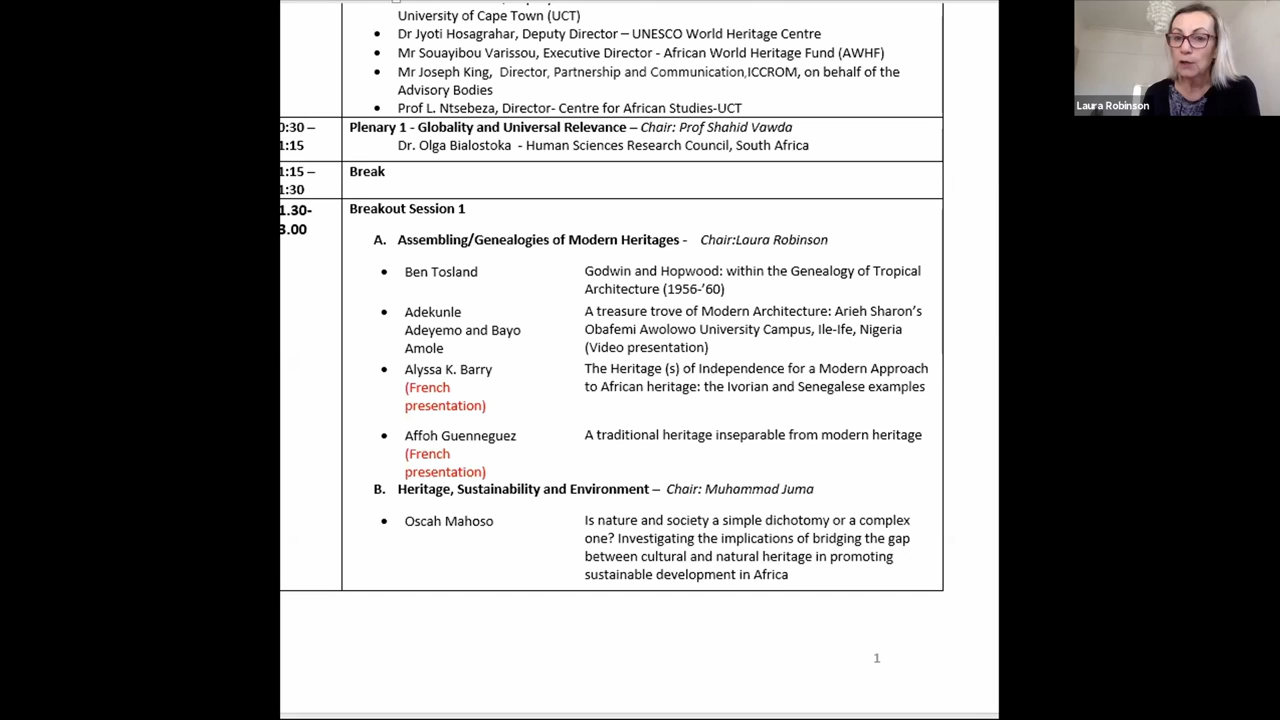 University of Cape Town (UCT)
• Dr Jyoti Hosagrahar, Deputy Director – UNESCO World Heritage Centre
• Mr Souayibou Varissou, Executive Director - African World Heritage Fund (AWHF)
• Mr Joseph King, Director, Partnership and Communication,ICCROM, on behalf of the
Advisory Bodies
• Prof L. Ntsebeza, Director- Centre for African Studies-UCT
0:30 –
1:15
Plenary 1 - Globality and Universal Relevance – Chair: Prof Shahid Vawda
Dr. Olga Bialostoka - Human Sciences Research Council, South Africa
1:15 –
1:30
Break
1.30-
3.00
Breakout Session 1
A. Assembling/Genealogies of Modern Heritages - Chair:Laura Robinson
• Ben Tosland
Godwin and Hopwood: within the Genealogy of Tropical
Architecture (1956-’60)
• Adekunle
Adeyemo and Bayo
Amole
A treasure trove of Modern Architecture: Arieh Sharon’s
Obafemi Awolowo University Campus, Ile-Ife, Nigeria
(Video presentation)
• Alyssa K. Barry
(French
presentation)
The Heritage (s) of Independence for a Modern Approach
to African heritage: the Ivorian and Senegalese examples
• Affoh Guenneguez
(French
presentation)
A traditional heritage inseparable from modern heritage
B. Heritage, Sustainability and Environment – Chair: Muhammad Juma
• Oscah Mahoso
Is nature and society a simple dichotomy or a complex
one? Investigating the implications of bridging the gap
between cultural and natural heritage in promoting
sustainable development in Africa
1
Laura Robinson